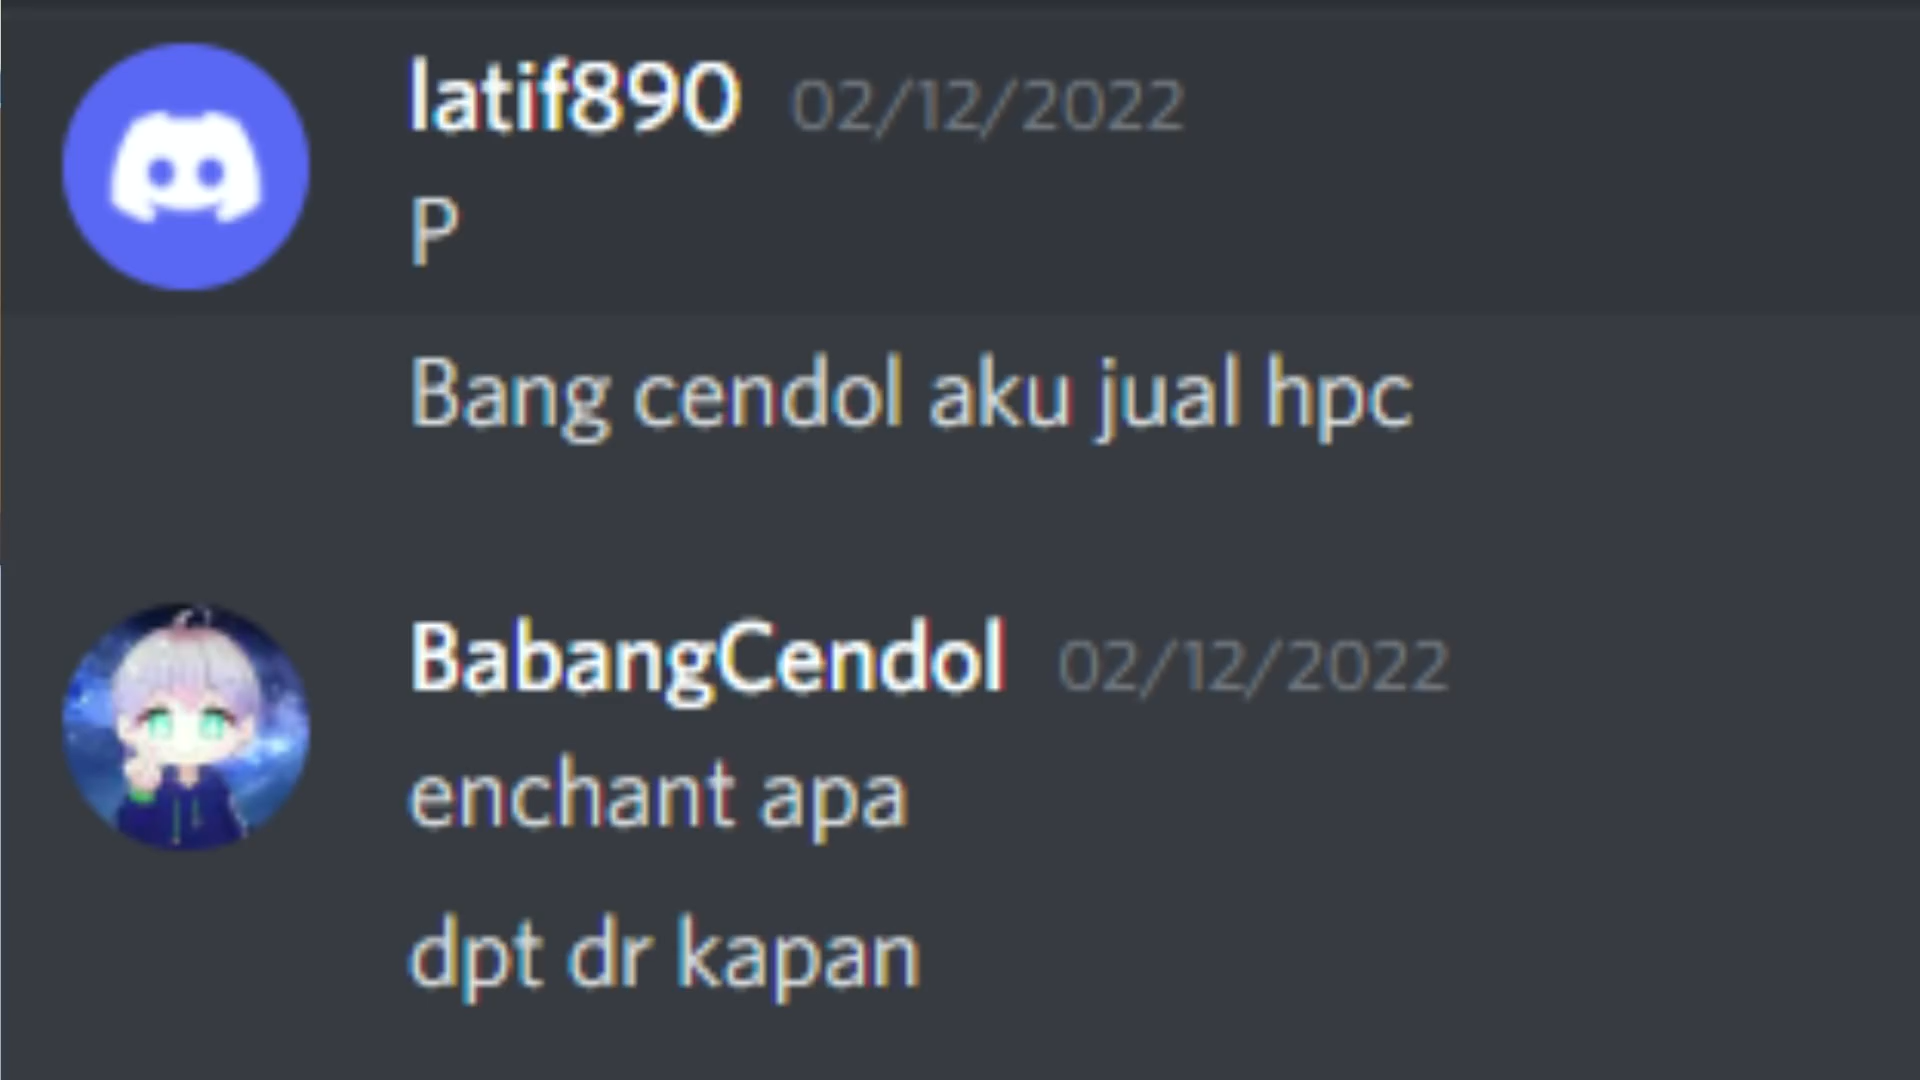 latif890 02/12/2022
P
Bang cendol aku jual hpc
BabangCendol 02/12/2022
enchant apa
dpt dr kapan